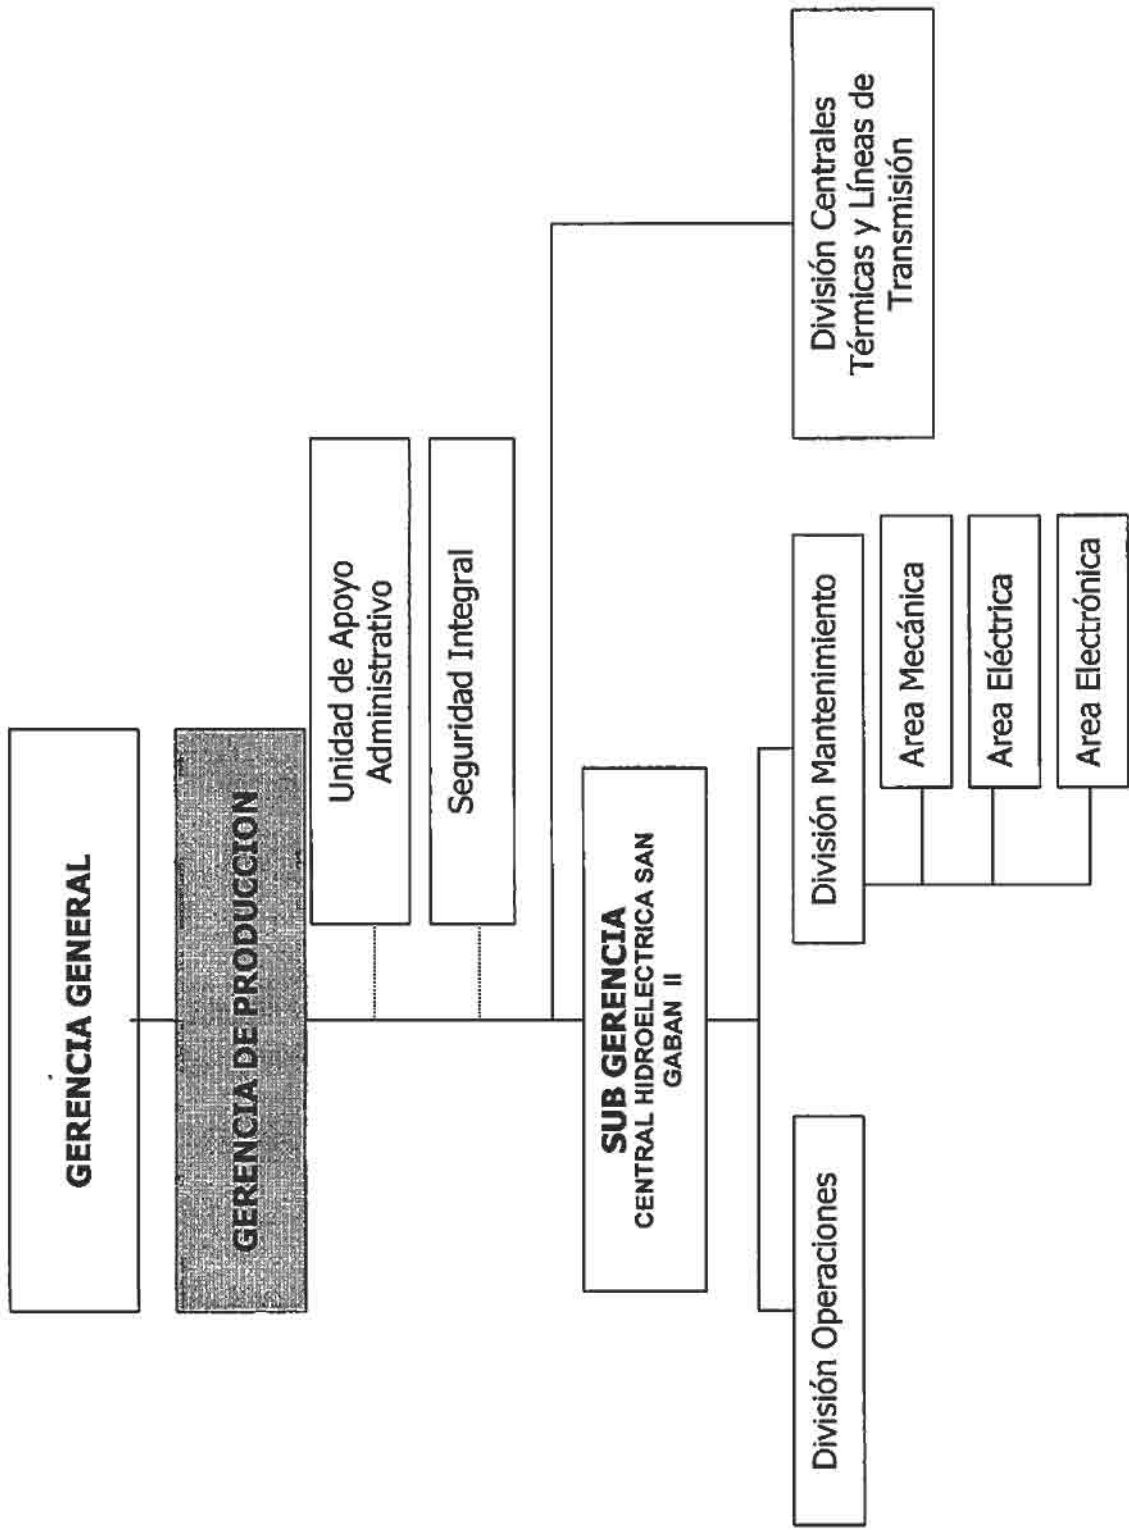 GERENCIA GENERAL
GERENCIA DE PRODUCCION
Unidad de Apoyo
Administrativo
Seguridad Integral
SUB GERENCIA
CENTRAL HIDROELECTRICA SAN
GABAN II
División Operaciones
División Mantenimiento
Area Mecánica
Area Eléctrica
Area Electrónica
División Centrales
Térmicas y Líneas de
Transmisión